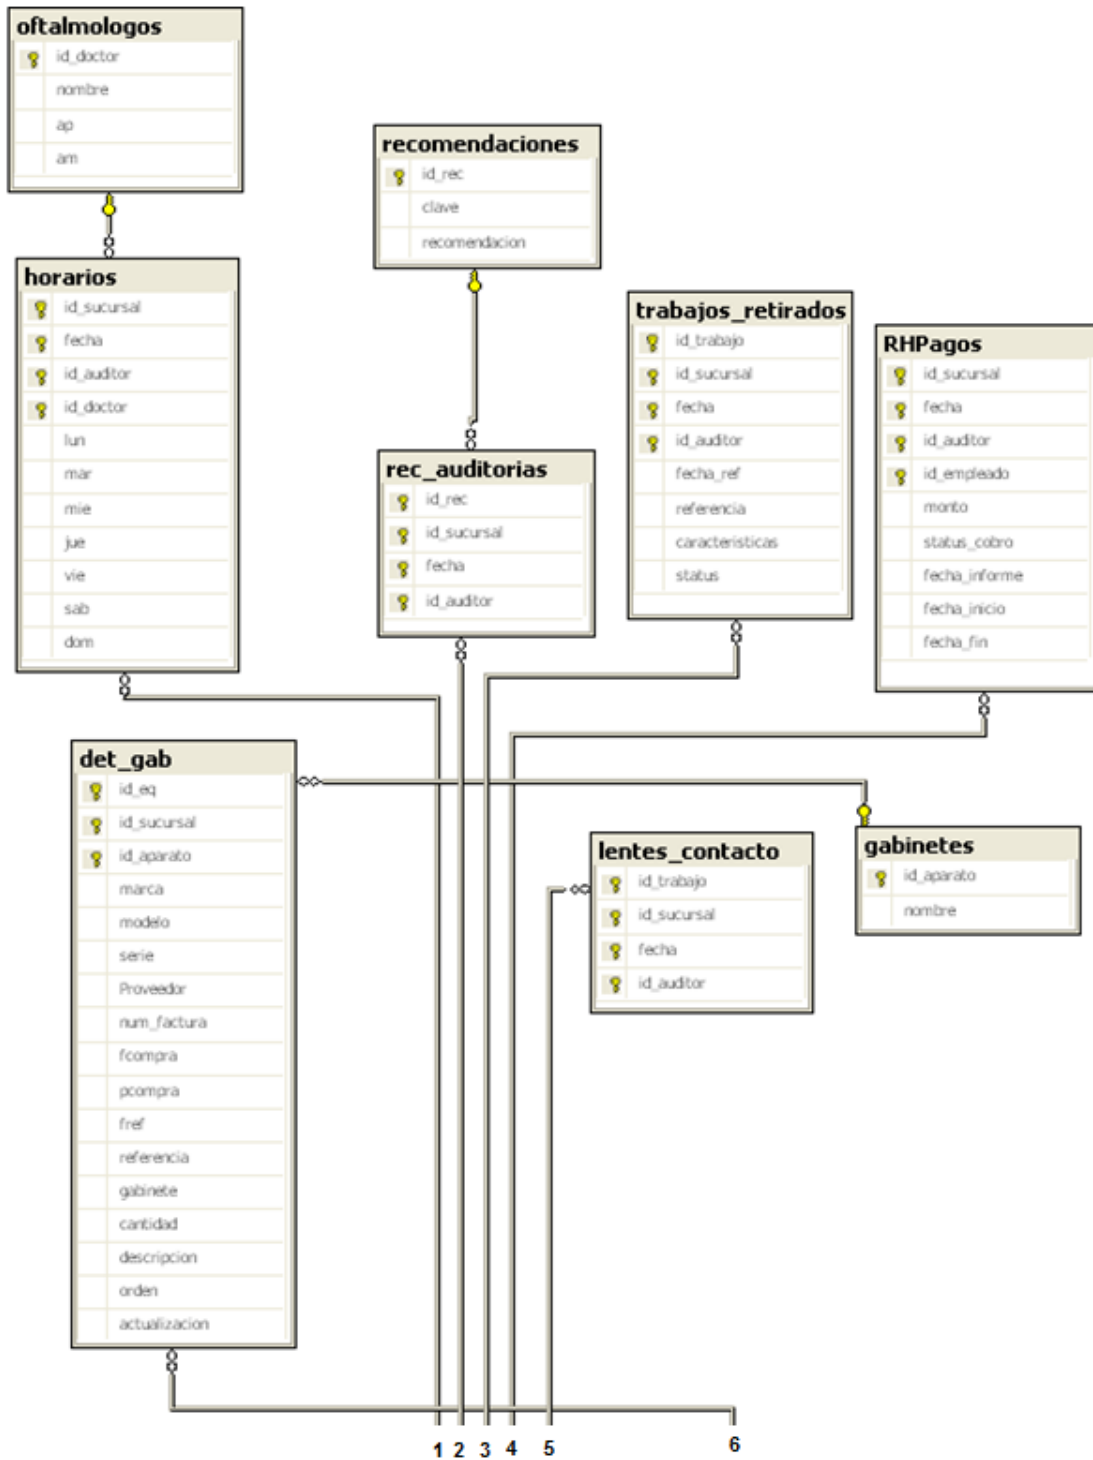 oftalmologos
id_doctor
nombre
ap
am
recomendaciones
id_rec
clave
recomendacion
horarios
id_sucursal
fecha
id_auditor
id_doctor
lun
mar
mie
jue
vie
sab
dom
rec_auditorias
id_rec
id_sucursal
fecha
id_auditor
trabajos_retirados
id_trabajo
id_sucursal
fecha
id_auditor
fecha_ref
referencia
caracteristicas
status
RHPagos
id_sucursal
fecha
id_auditor
id_empleado
monto
status_cobro
fecha_informe
fecha_inicio
fecha_fin
det_gab
id_eq
id_sucursal
id_aparato
marca
modelo
serie
Proveedor
num_factura
fcompra
pcompra
fref
referencia
gabinete
cantidad
descripcion
orden
actualizacion
lentes_contacto
id_trabajo
id_sucursal
fecha
id_auditor
gabinetes
id_aparato
nombre
1 2 3 4 5 6